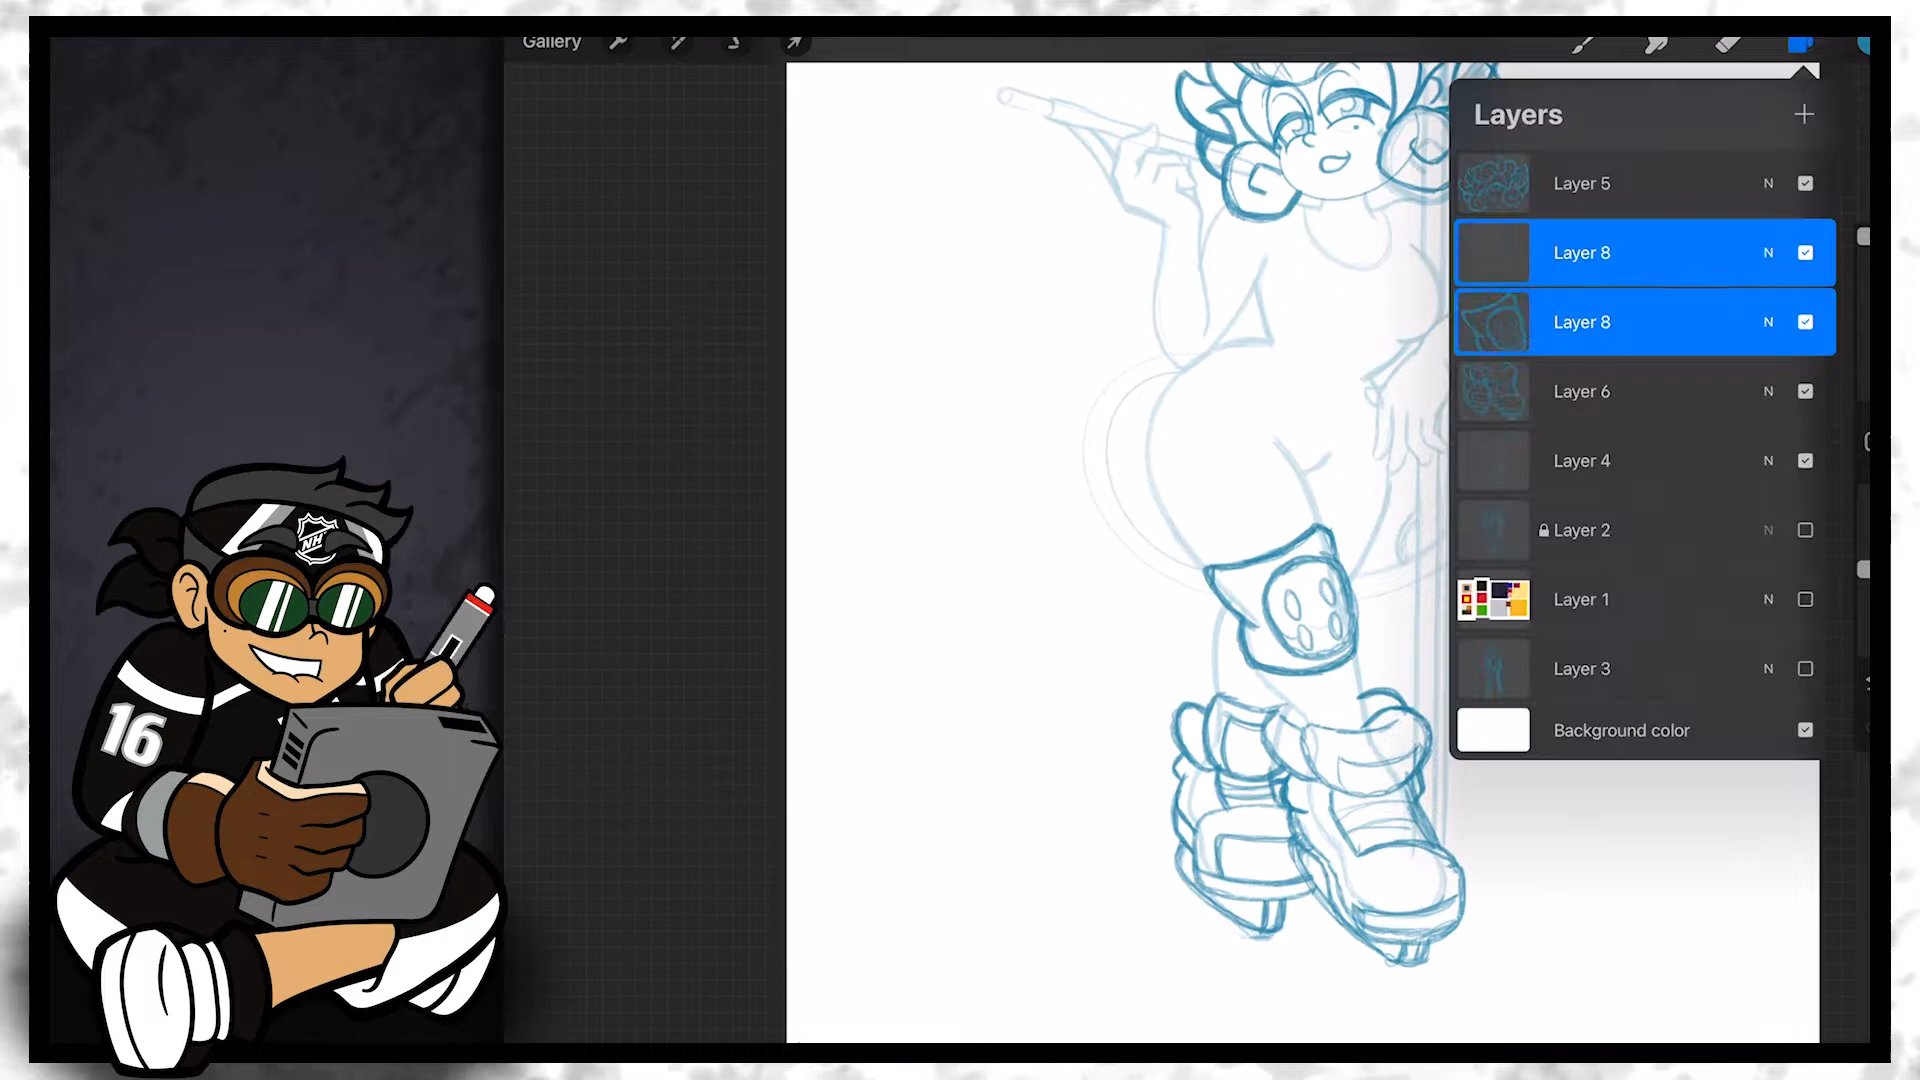 Gallery
Layers
Layer 5 N
Layer 8 N
Layer 8 N
Layer 6 N
Layer 4 N
Layer 2 N
Layer 1 N
Layer 3 N
Background color
NH
16